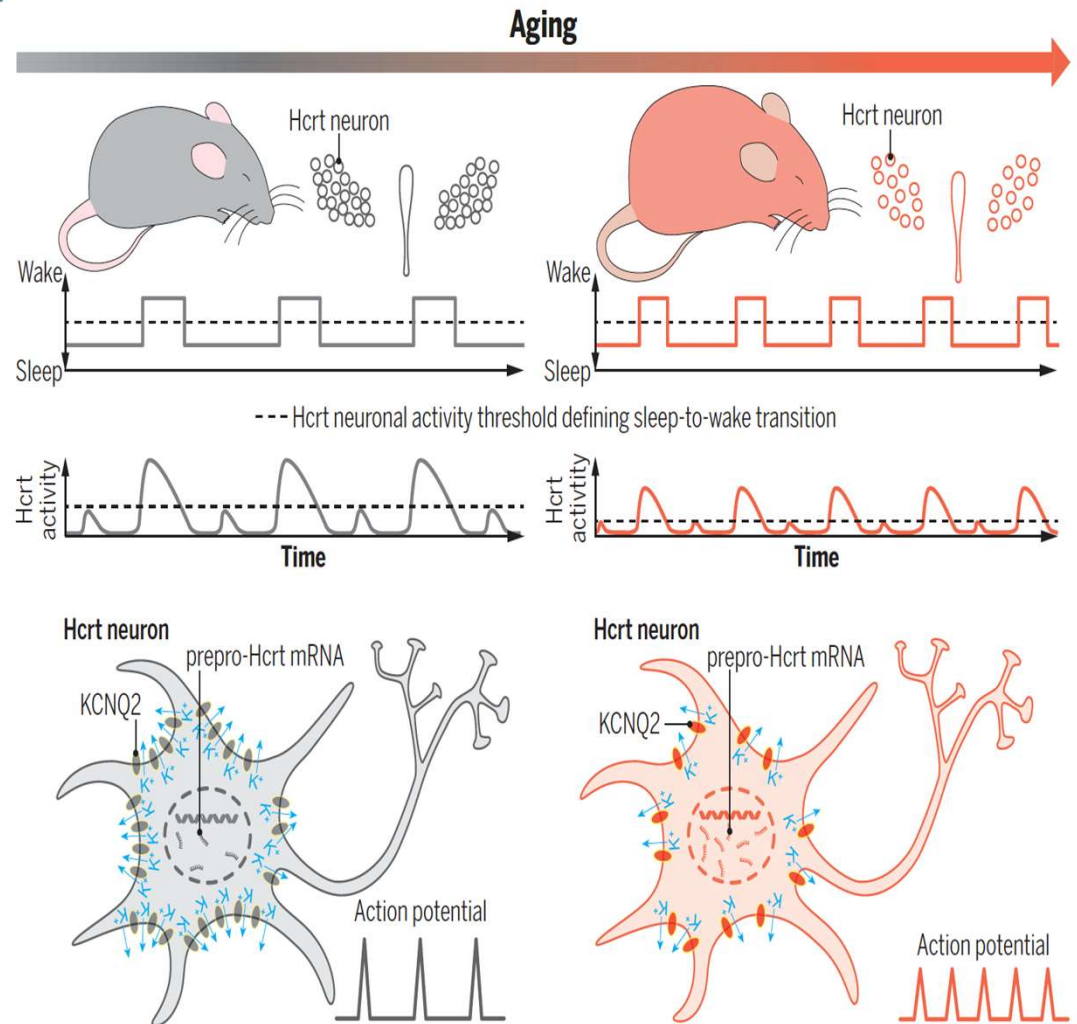 Aging
Hcrt neuron
Hcrt neuron
Wake
Sleep
Wake
Sleep
--- Hcrt neuronal activity threshold defining sleep-to-wake transition
Hcrt
activtity
Time
Hcrt
activtity
Time
Hcrt neuron
prepro-Hcrt mRNA
KCNQ2
K+ K+ K+ K+ K+ K+ K+ K+ K+ K+ K+ K+ K+ K+ K+ K+ K+ K+ K+ K+
Action potential
Hcrt neuron
prepro-Hcrt mRNA
KCNQ2
K+ K+ K+ K+ K+ K+ K+ K+ K+ K+ K+ K+
Action potential